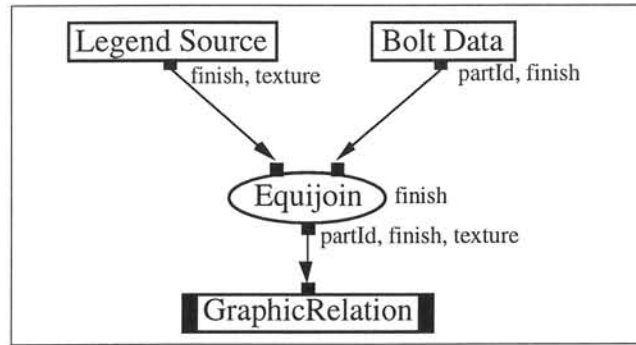 Legend Source
Bolt Data
finish, texture
partId, finish
Equijoin
finish
partId, finish, texture
GraphicRelation